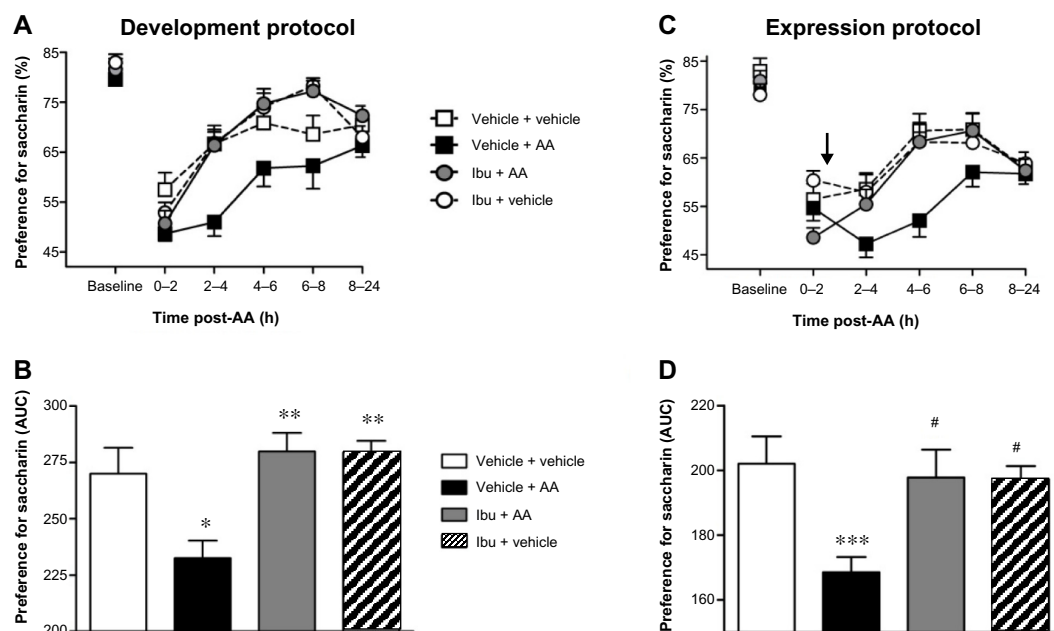 A
Development protocol
Preference for saccharin (%)
85
75
65
55
45
Baseline 0–2 2–4 4–6 6–8 8–24
Time post-AA (h)
Vehicle + vehicle
Vehicle + AA
Ibu + AA
Ibu + vehicle
C
Expression protocol
Preference for saccharin (%)
85
75
65
55
45
Baseline 0–2 2–4 4–6 6–8 8–24
Time post-AA (h)
B
Preference for saccharin (AUC)
300
275
250
225
200
*
**
**
Vehicle + vehicle
Vehicle + AA
Ibu + AA
Ibu + vehicle
D
Preference for saccharin (AUC)
220
200
180
160
***
#
#